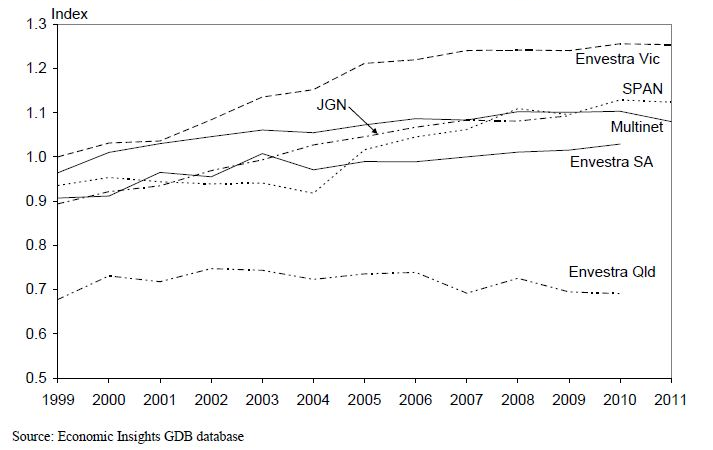 Index
1.3
1.2
1.1
1.0
0.9
0.8
0.7
0.6
0.5
Envestra Vic
SPAN
JGN
Multinet
Envestra SA
Envestra Qld
1999 2000 2001 2002 2003 2004 2005 2006 2007 2008 2009 2010 2011
Source: Economic Insights GDB database